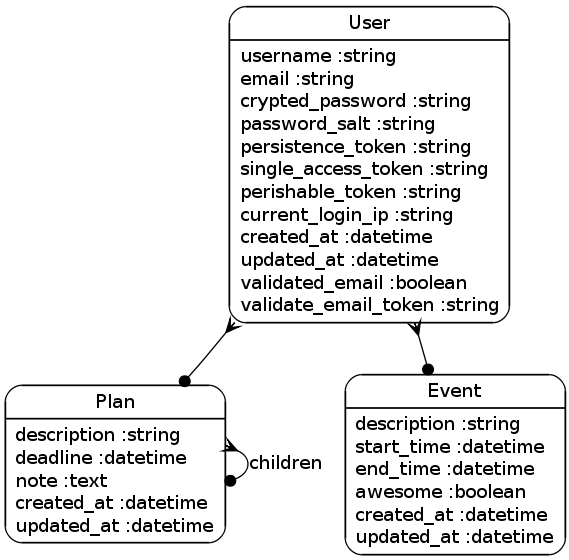 User
username :string
email :string
crypted_password :string
password_salt :string
persistence_token :string
single_access_token :string
perishable_token :string
current_login_ip :string
created_at :datetime
updated_at :datetime
validated_email :boolean
validate_email_token :string
Plan
description :string
deadline :datetime
note :text
created_at :datetime
updated_at :datetime
children
Event
description :string
start_time :datetime
end_time :datetime
awesome :boolean
created_at :datetime
updated_at :datetime